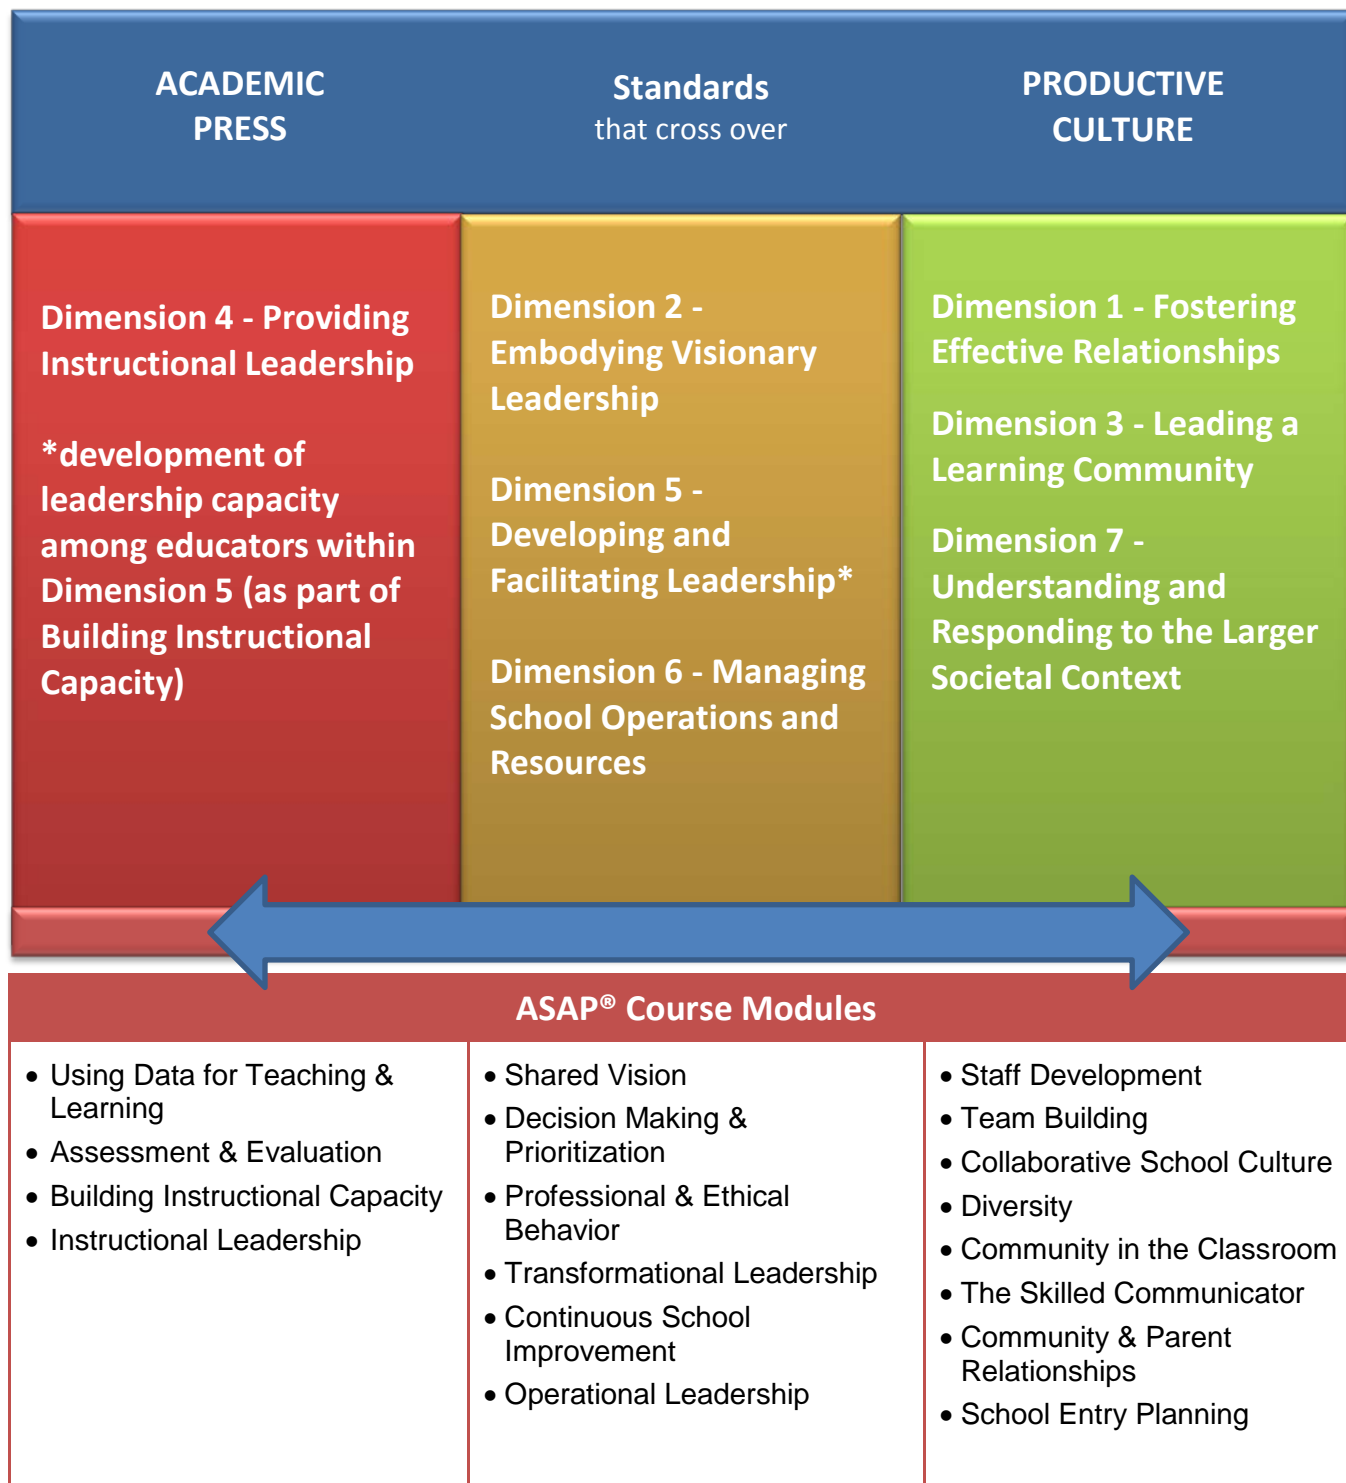 ACADEMIC
PRESS
Standards
that cross over
PRODUCTIVE
CULTURE
Dimension 4 - Providing
Instructional Leadership
*development of
leadership capacity
among educators within
Dimension 5 (as part of
Building Instructional
Capacity)
Dimension 2 -
Embodying Visionary
Leadership
Dimension 5 -
Developing and
Facilitating Leadership*
Dimension 6 - Managing
School Operations and
Resources
Dimension 1 - Fostering
Effective Relationships
Dimension 3 - Leading a
Learning Community
Dimension 7 -
Understanding and
Responding to the Larger
Societal Context
ASAP® Course Modules
• Using Data for Teaching &
Learning
• Assessment & Evaluation
• Building Instructional Capacity
• Instructional Leadership
• Shared Vision
• Decision Making &
Prioritization
• Professional & Ethical
Behavior
• Transformational Leadership
• Continuous School
Improvement
• Operational Leadership
• Staff Development
• Team Building
• Collaborative School Culture
• Diversity
• Community in the Classroom
• The Skilled Communicator
• Community & Parent
Relationships
• School Entry Planning